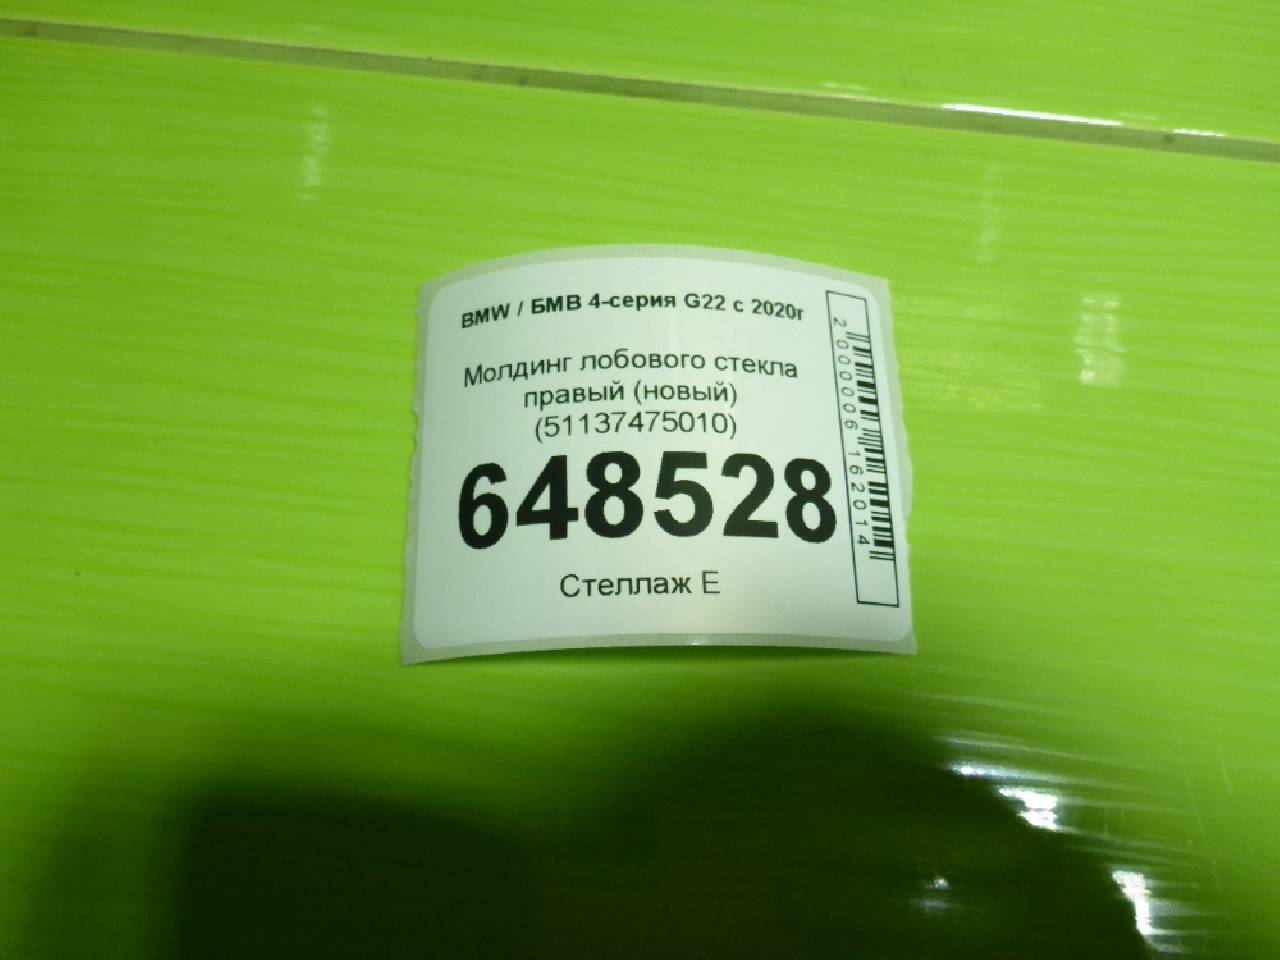 BMW / БМВ 4-серия G22 с 2020г
Молдинг лобового стекла
правый (новый)
(51137475010)
648528
Стеллаж Е
2000006162014